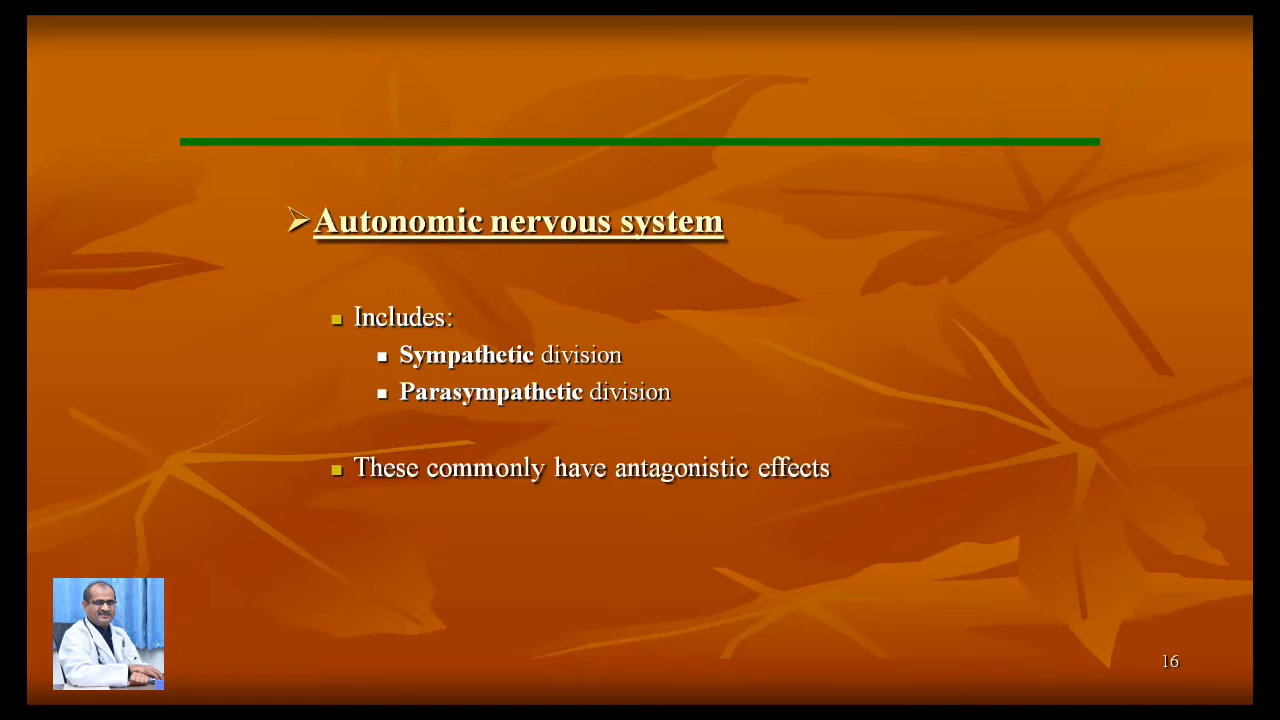 Autonomic nervous system
Includes:
Sympathetic division
Parasympathetic division
These commonly have antagonistic effects
16